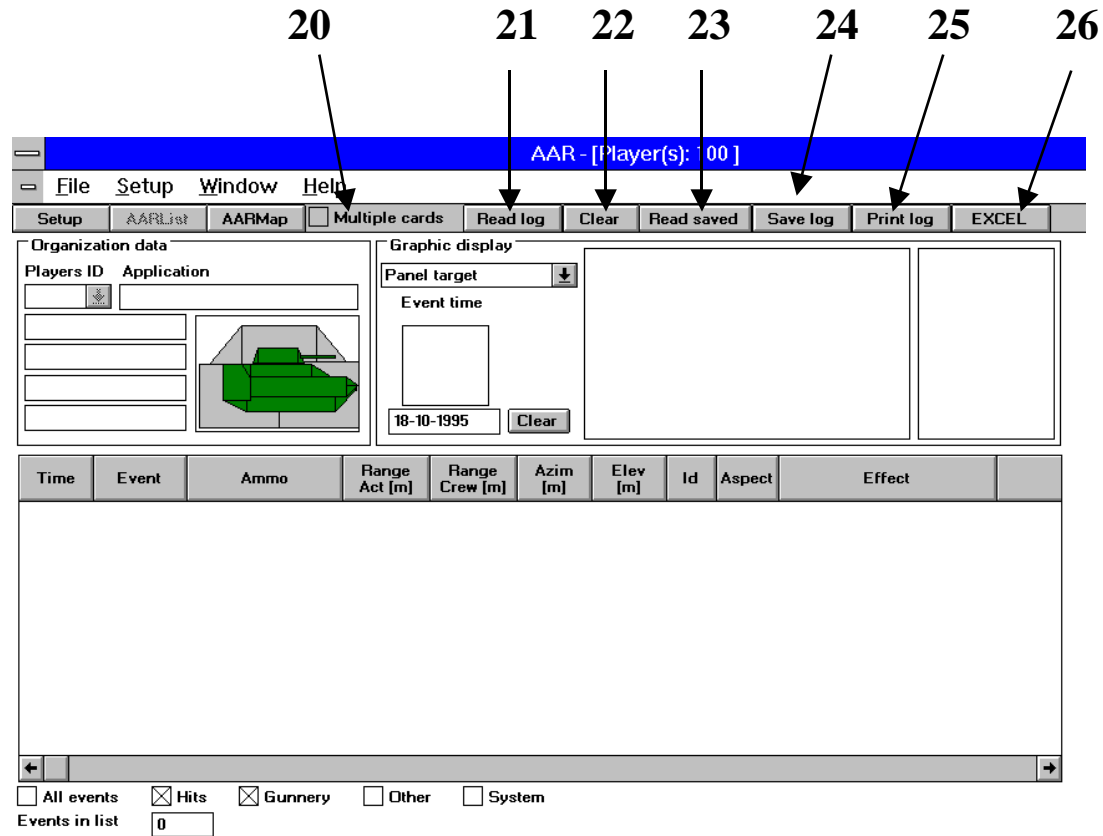 20 21 22 23 24 25 26
AAR - [Player(s): 100 ]
File Setup Window Help
Setup AARList AARMap Multiple cards Read log Clear Read saved Save log Print log EXCEL
Organization data Graphic display
Players ID Application Panel target
Event time
18-10-1995 Clear
Time Event Ammo Range Act [m] Range Crew [m] Azim [m] Elev [m] Id Aspect Effect
All events Hits Gunnery Other System
Events in list 0